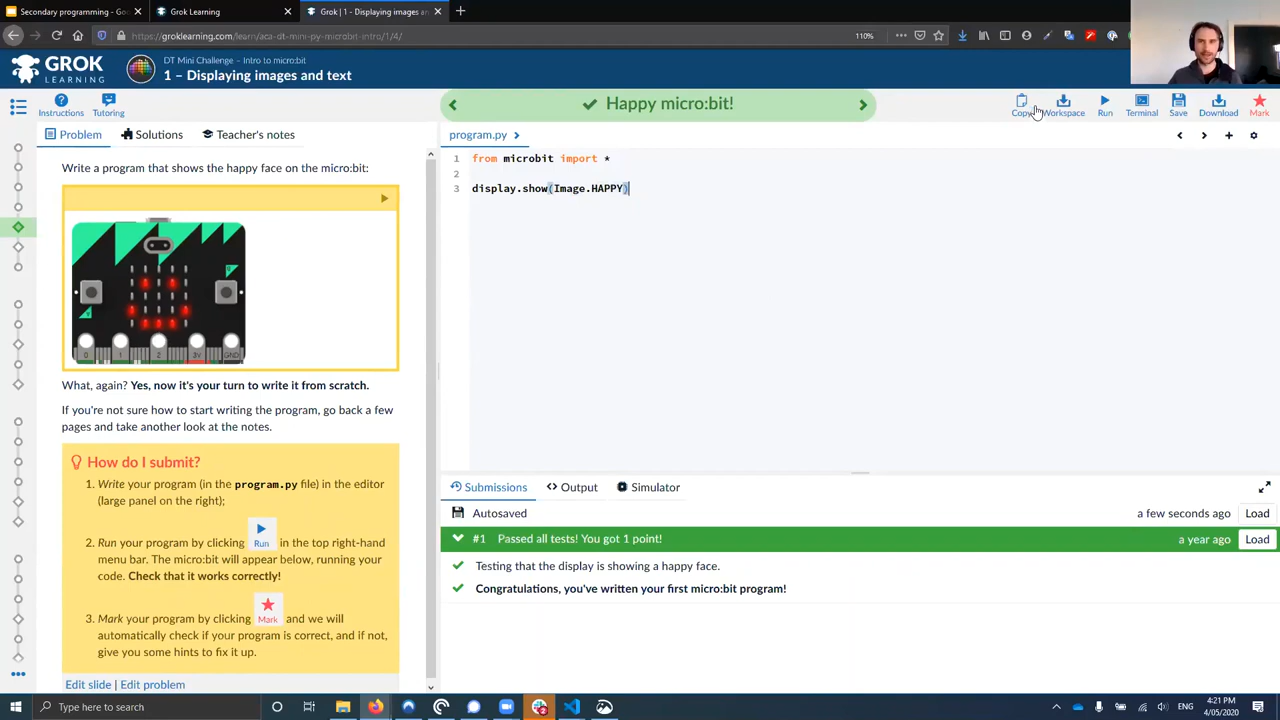 Secondary programming - Goo
Grok Learning
Grok | 1 - Displaying images an
https://groklearning.com/learn/aca-dt-mini-py-microbit-intro/1/4/
110%
GROK
LEARNING
DT Mini Challenge – Intro to micro:bit
1 – Displaying images and text
Instructions
Tutoring
Happy micro:bit!
Copy
Workspace
Run
Terminal
Save
Download
Mark
Problem
Solutions
Teacher's notes
program.py
Write a program that shows the happy face on the micro:bit:
1 from microbit import *
2
3 display.show(Image.HAPPY)
0 1 2 3V GND
What, again? Yes, now it's your turn to write it from scratch.
If you're not sure how to start writing the program, go back a few
pages and take another look at the notes.
How do I submit?
1. Write your program (in the program.py file) in the editor
(large panel on the right);
2. Run your program by clicking Run in the top right-hand
menu bar. The micro:bit will appear below, running your
code. Check that it works correctly!
3. Mark your program by clicking Mark and we will
automatically check if your program is correct, and if not,
give you some hints to fix it up.
Edit slide | Edit problem
Submissions
Output
Simulator
Autosaved
a few seconds ago
Load
#1 Passed all tests! You got 1 point!
a year ago
Load
Testing that the display is showing a happy face.
Congratulations, you've written your first micro:bit program!
Type here to search
ENG
4:21 PM
4/05/2020